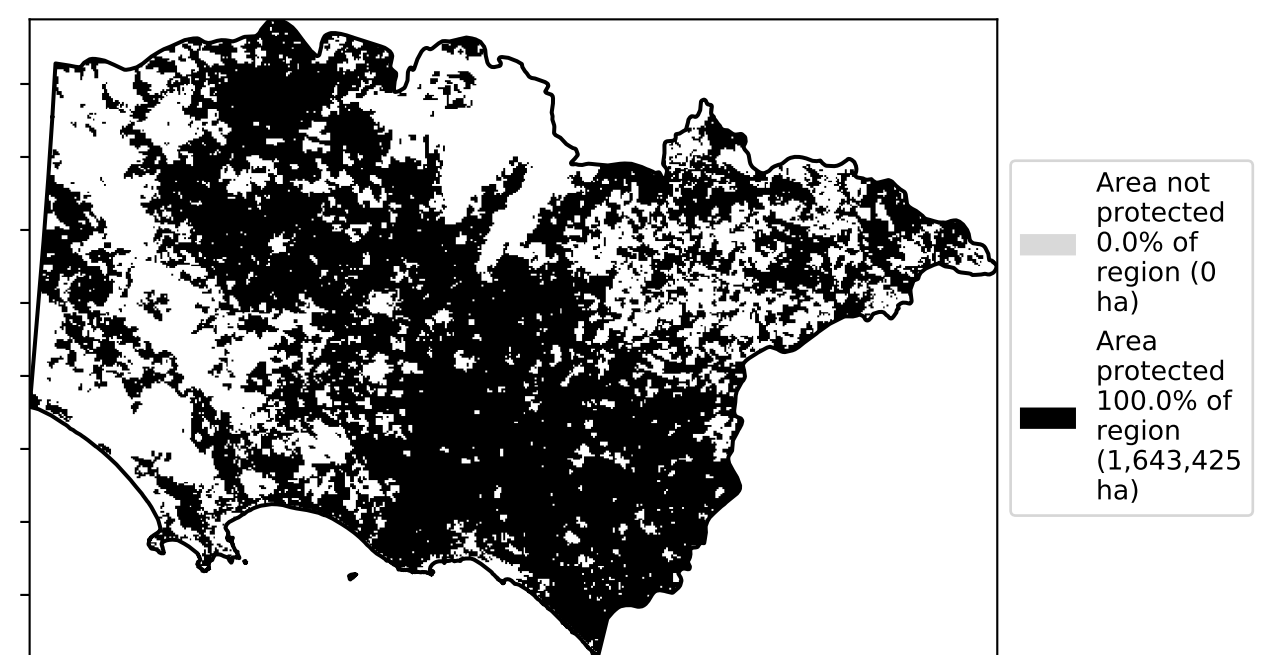 Area not
protected
0.0% of
region (0
ha)
Area
protected
100.0% of
region
(1,643,425
ha)